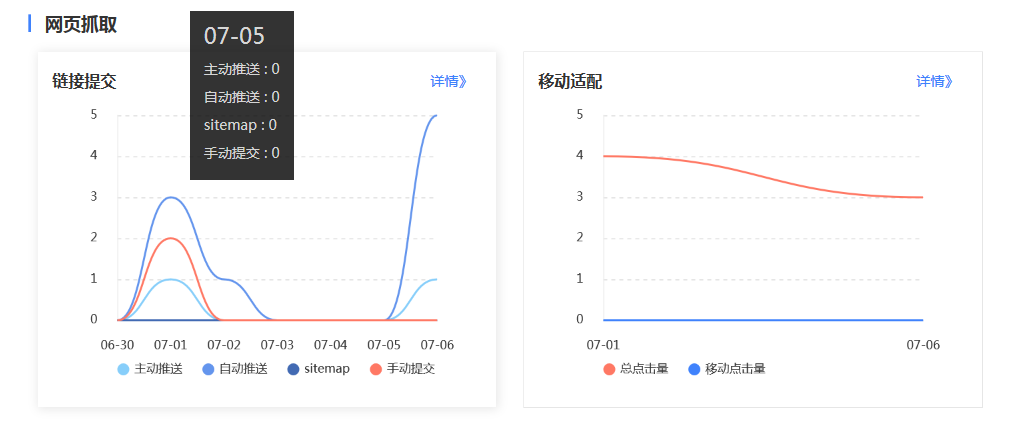 网页抓取
07-05
主动推送 : 0
自动推送 : 0
sitemap : 0
手动提交 : 0
链接提交
详情》
5
4
3
2
1
0
06-30 07-01 07-02 07-03 07-04 07-05 07-06
主动推送 自动推送 sitemap 手动提交
移动适配
详情》
5
4
3
2
1
0
07-01 07-06
总点击量 移动点击量